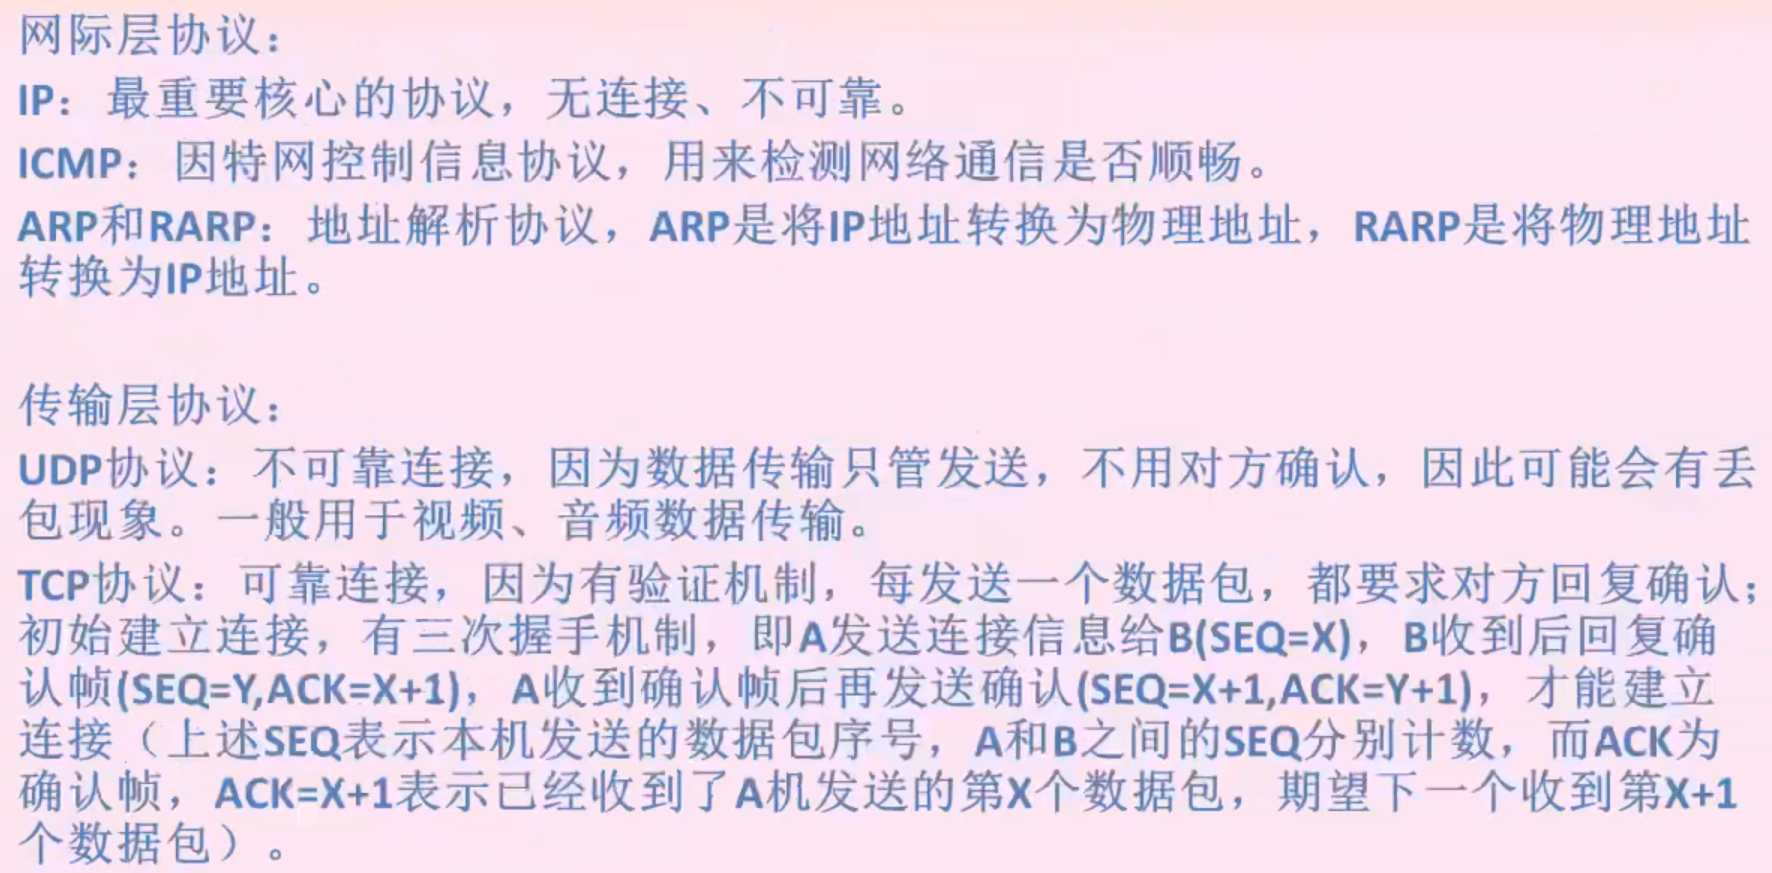 网际层协议：
IP：最重要核心的协议，无连接、不可靠。
ICMP：因特网控制信息协议，用来检测网络通信是否顺畅。
ARP和RARP：地址解析协议，ARP是将IP地址转换为物理地址，RARP是将物理地址
转换为IP地址。
传输层协议：
UDP协议：不可靠连接，因为数据传输只管发送，不用对方确认，因此可能会有丢
包现象。一般用于视频、音频数据传输。
TCP协议：可靠连接，因为有验证机制，每发送一个数据包，都要求对方回复确认；
初始建立连接，有三次握手机制，即A发送连接信息给B(SEQ=X)，B收到后回复确
认帧(SEQ=Y,ACK=X+1)，A收到确认帧后再发送确认(SEQ=X+1,ACK=Y+1)，才能建立
连接（上述SEQ表示本机发送的数据包序号，A和B之间的SEQ分别计数，而ACK为
确认帧，ACK=X+1表示已经收到了A机发送的第X个数据包，期望下一个收到第X+1
个数据包）。